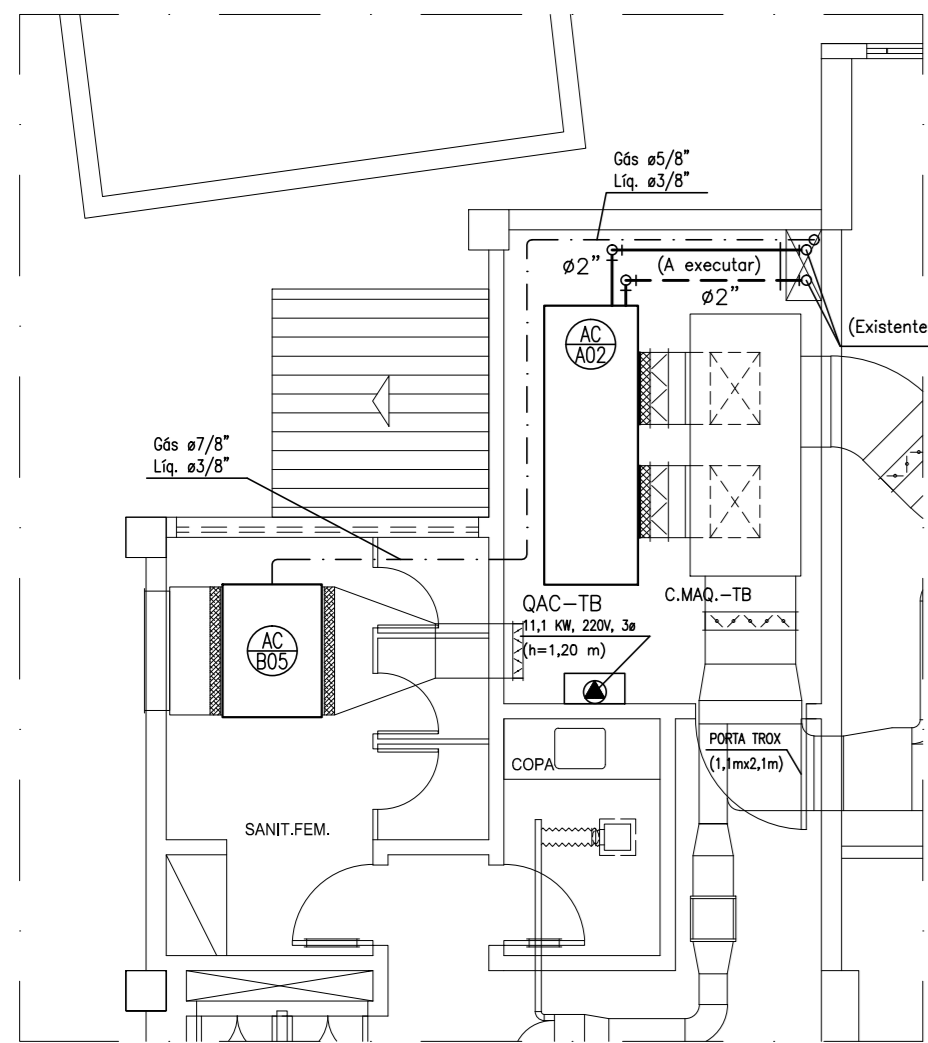 Gás ø5/8"
Líq. ø3/8"
ø2"
(A executar)
ø2"
(Existente
AC
A02
Gás ø7/8"
Líq. ø3/8"
QAC-TB
11,1 KW, 220V, 3ø
(h=1,20 m)
C.MAQ.-TB
AC
B05
PORTA TROX
(1,1mx2,1m)
COPA
SANIT.FEM.